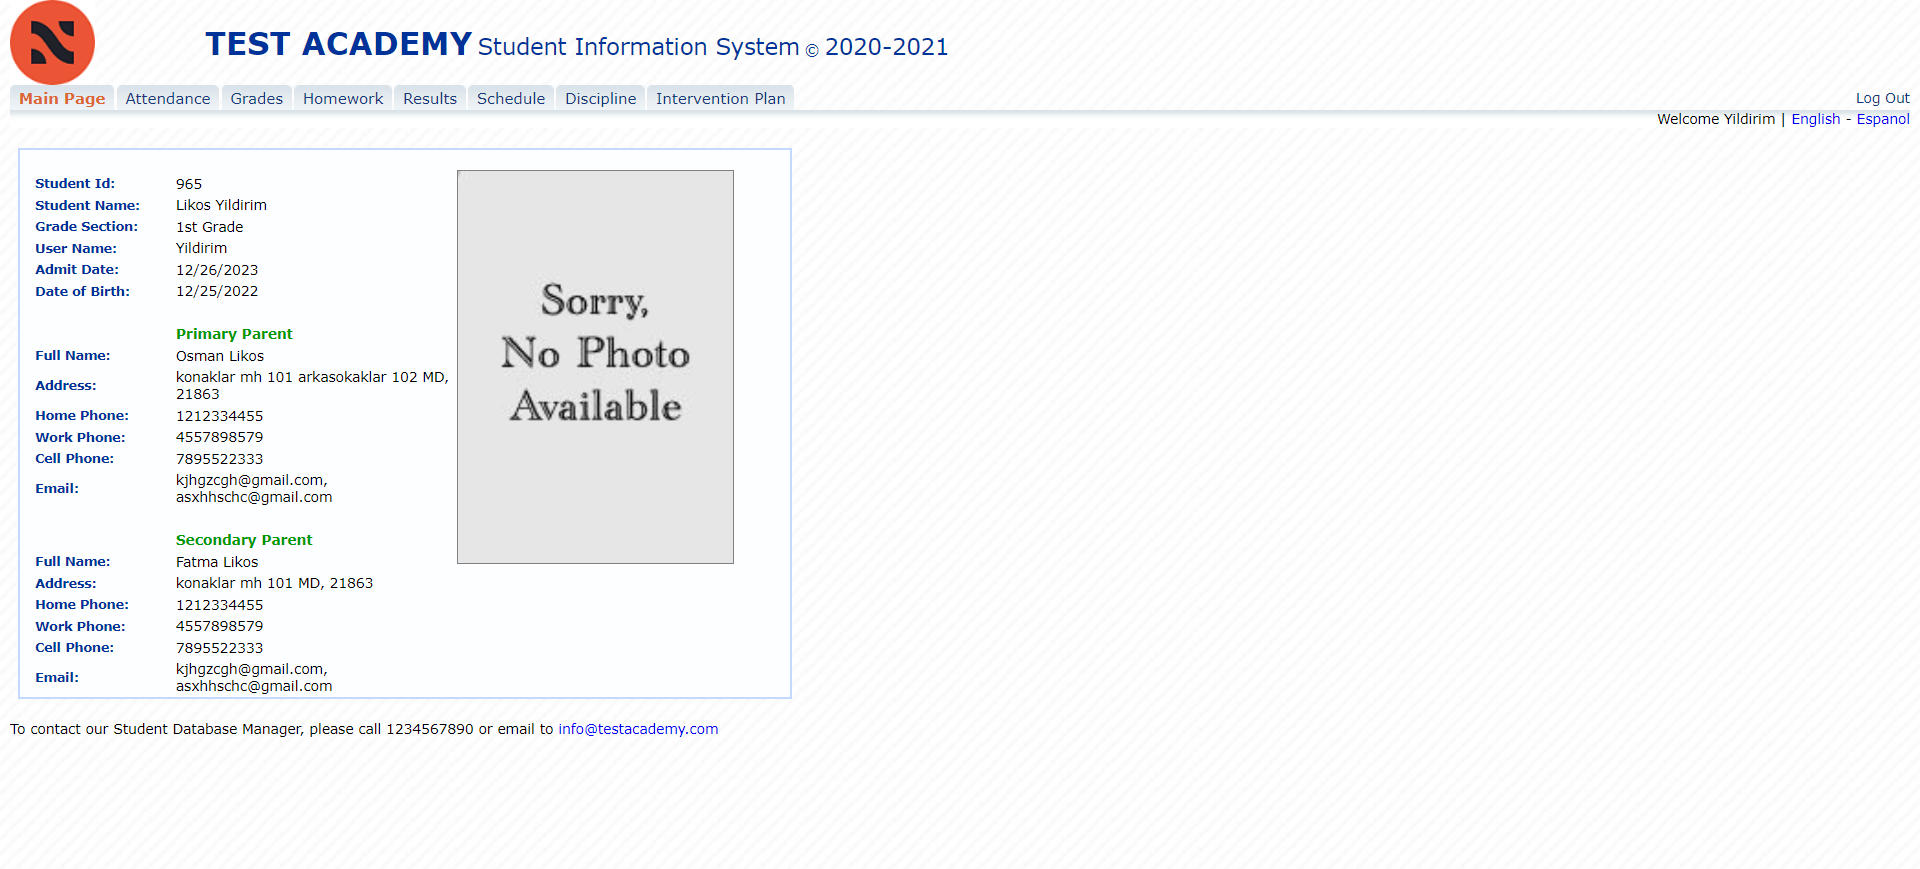 TEST ACADEMY Student Information System © 2020-2021
Main Page Attendance Grades Homework Results Schedule Discipline Intervention Plan Log Out
Welcome Yildirim | English - Espanol
Student Id: 965
Student Name: Likos Yildirim
Grade Section: 1st Grade
User Name: Yildirim
Admit Date: 12/26/2023
Date of Birth: 12/25/2022
Primary Parent
Full Name: Osman Likos
Address: konaklar mh 101 arkasokaklar 102 MD,
21863
Home Phone: 1212334455
Work Phone: 4557898579
Cell Phone: 7895522333
Email: kjhgzcgh@gmail.com,
asxhhschc@gmail.com
Secondary Parent
Full Name: Fatma Likos
Address: konaklar mh 101 MD, 21863
Home Phone: 1212334455
Work Phone: 4557898579
Cell Phone: 7895522333
Email: kjhgzcgh@gmail.com,
asxhhschc@gmail.com
Sorry,
No Photo
Available
To contact our Student Database Manager, please call 1234567890 or email to info@testacademy.com